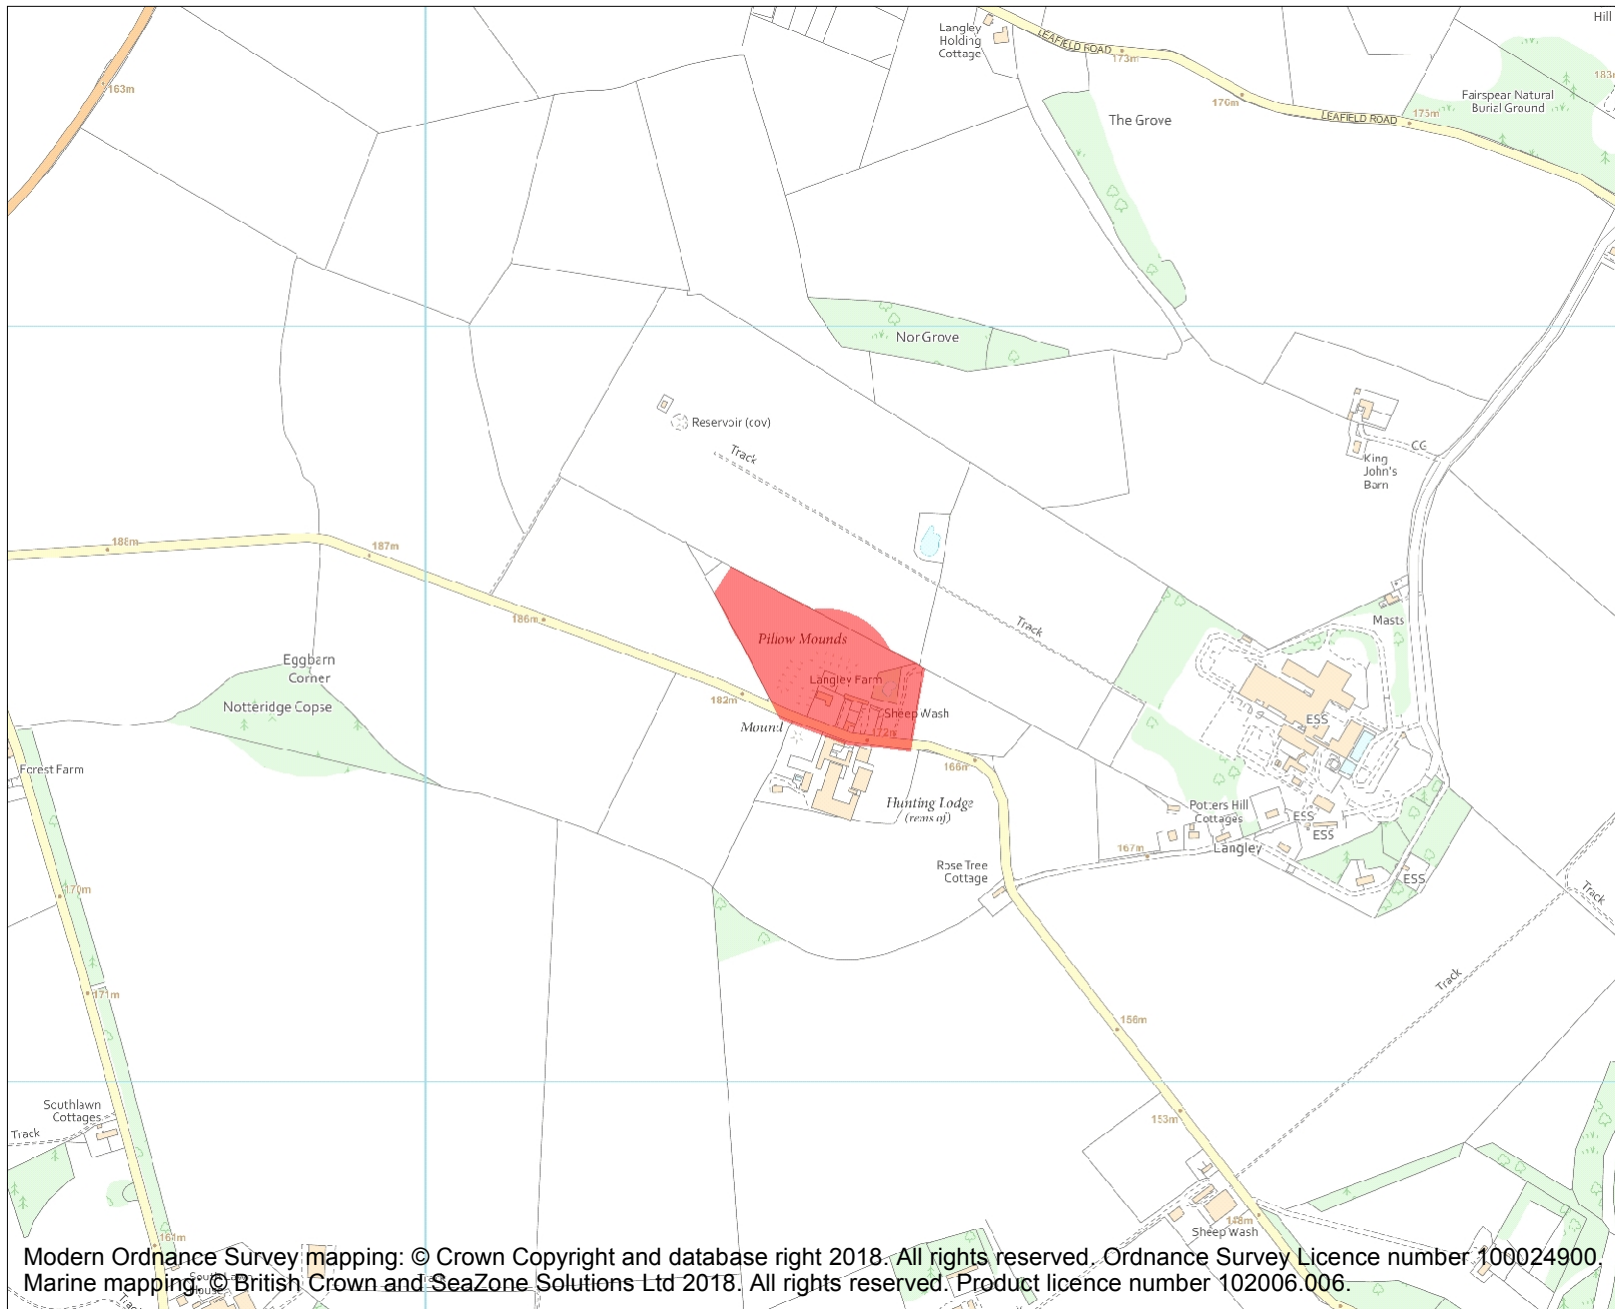 Hill
Langley
Holding
Cottage
LEAFIELD ROAD
173m
163m
183m
Fairspear Natural
Burial Ground
176m
LEAFIELD ROAD
175m
The Grove
Nor Grove
Reservoir (cov)
Track
CG
King
John's
Barn
188m
187m
186m
Track
Masts
Pillow Mounds
Eggbarn
Corner
Langley Farm
182m
Notteridge Copse
Sheep Wash
Mound
172m
ESS
166m
Forest Farm
Hunting Lodge
(rems of)
Potters Hill
Cottages
ESS
ESS
167m
Langley
Rose Tree
Cottage
ESS
170m
Track
Track
171m
156m
Southlawn
Cottages
153m
Track
148m
Sheep Wash
161m
Modern Ordnance Survey mapping: © Crown Copyright and database right 2018. All rights reserved. Ordnance Survey Licence number 100024900.
Marine mapping. © British Crown and SeaZone Solutions Ltd 2018. All rights reserved. Product licence number 102006.006.
House
Track
Track